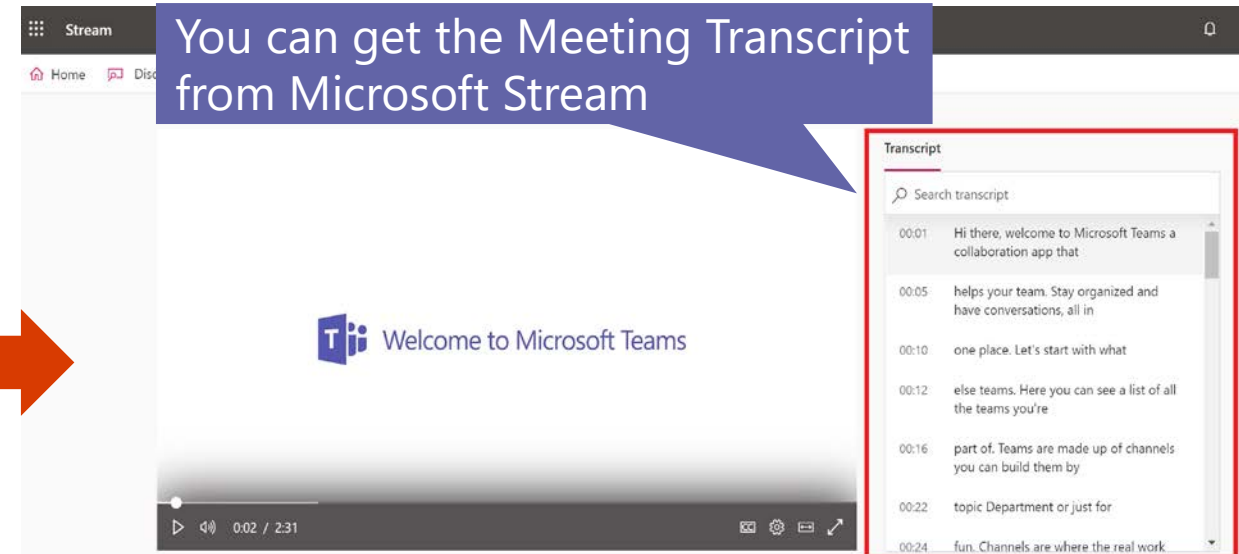 Stream
You can get the Meeting Transcript
from Microsoft Stream
Home
Transcript
Search transcript
00:01 Hi there, welcome to Microsoft Teams a
collaboration app that
00:05 helps your team. Stay organized and
have conversations, all in
00:10 one place. Let's start with what
00:12 else teams. Here you can see a list of all
the teams you're
00:16 part of. Teams are made up of channels
you can build them by
00:22 topic Department or just for
00:24 fun. Channels are where the real work
Welcome to Microsoft Teams
0:02 / 2:31
CC